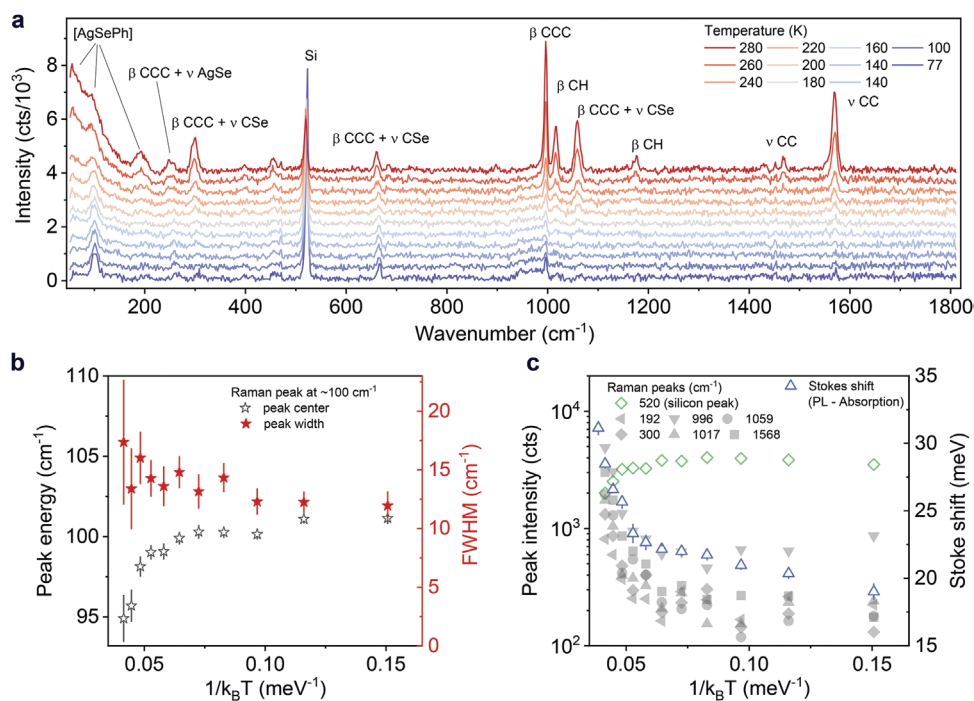 a
[AgSePh]
β CCC + ν AgSe
β CCC + ν CSe
Si
β CCC + ν CSe
β CCC
β CH
β CCC + ν CSe
β CH
ν CC
ν CC
Temperature (K)
280 220 160 100
260 200 140 77
240 180 140
Intensity (cts/10³)
8
6
4
2
0
200 400 600 800 1000 1200 1400 1600 1800
Wavenumber (cm⁻¹)
b
Raman peak at ~100 cm⁻¹
peak center
peak width
Peak energy (cm⁻¹)
110
105
100
95
FWHM (cm⁻¹)
20
15
10
5
0
0.05 0.10 0.15
1/k_BT (meV⁻¹)
c
Raman peaks (cm⁻¹)
520 (silicon peak)
192 996 1059
300 1017 1568
Stokes shift
(PL - Absorption)
Peak intensity (cts)
10⁴
10³
10²
Stoke shift (meV)
35
30
25
20
15
0.05 0.10 0.15
1/k_BT (meV⁻¹)